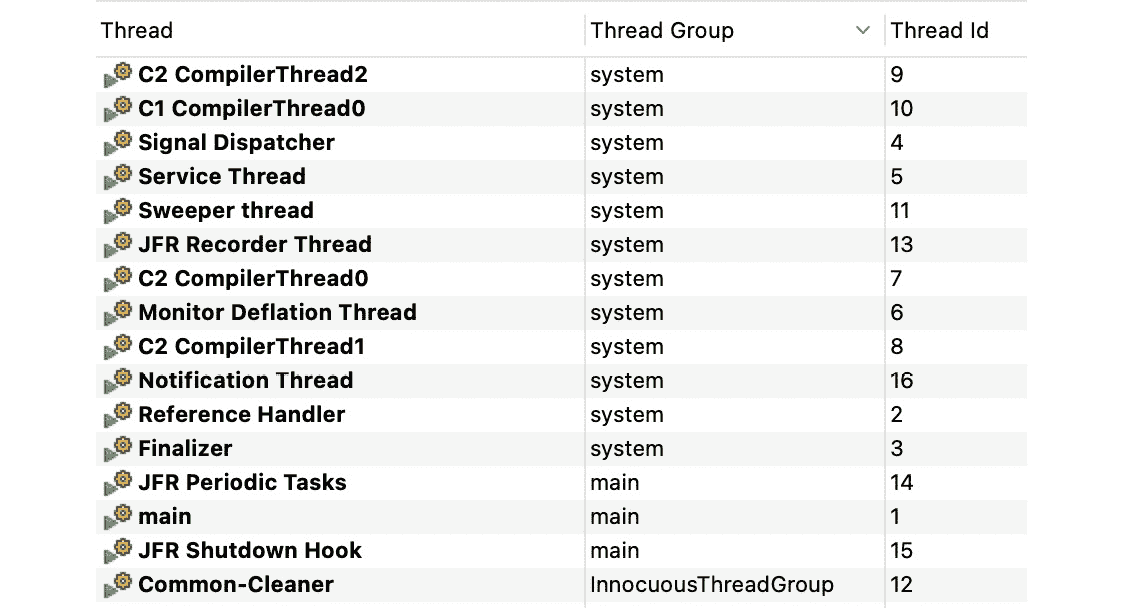 Thread Thread Group Thread Id
C2 CompilerThread2 system 9
C1 CompilerThread0 system 10
Signal Dispatcher system 4
Service Thread system 5
Sweeper thread system 11
JFR Recorder Thread system 13
C2 CompilerThread0 system 7
Monitor Deflation Thread system 6
C2 CompilerThread1 system 8
Notification Thread system 16
Reference Handler system 2
Finalizer system 3
JFR Periodic Tasks main 14
main main 1
JFR Shutdown Hook main 15
Common-Cleaner InnocuousThreadGroup 12